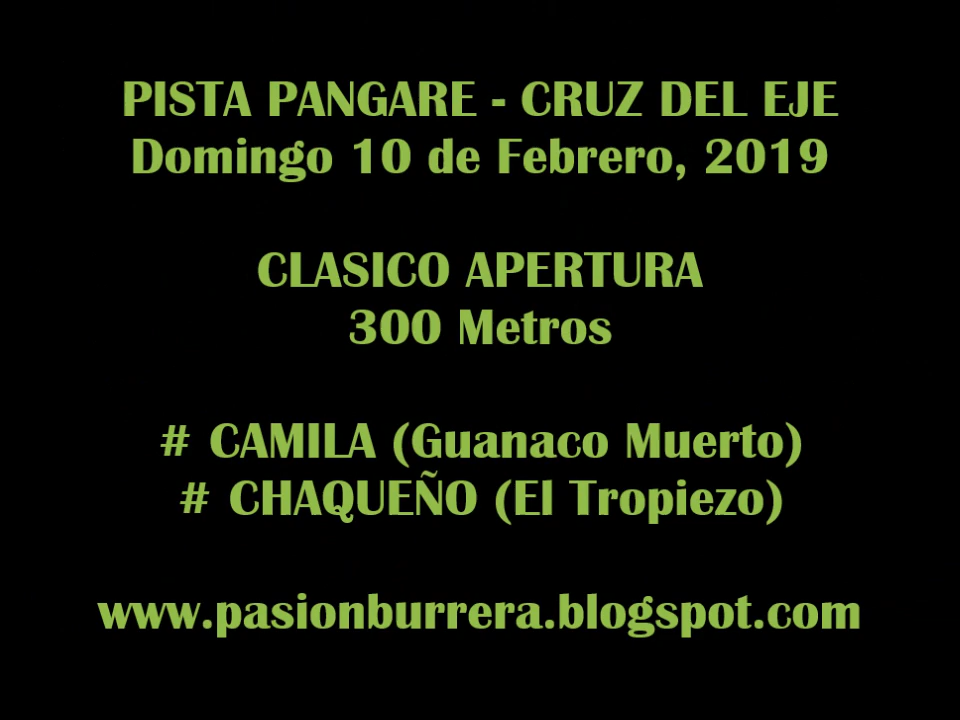 PISTA PANGARE - CRUZ DEL EJE
Domingo 10 de Febrero, 2019
CLASICO APERTURA
300 Metros
# CAMILA (Guanaco Muerto)
# CHAQUEÑO (El Tropiezo)
www.pasionburrera.blogspot.com